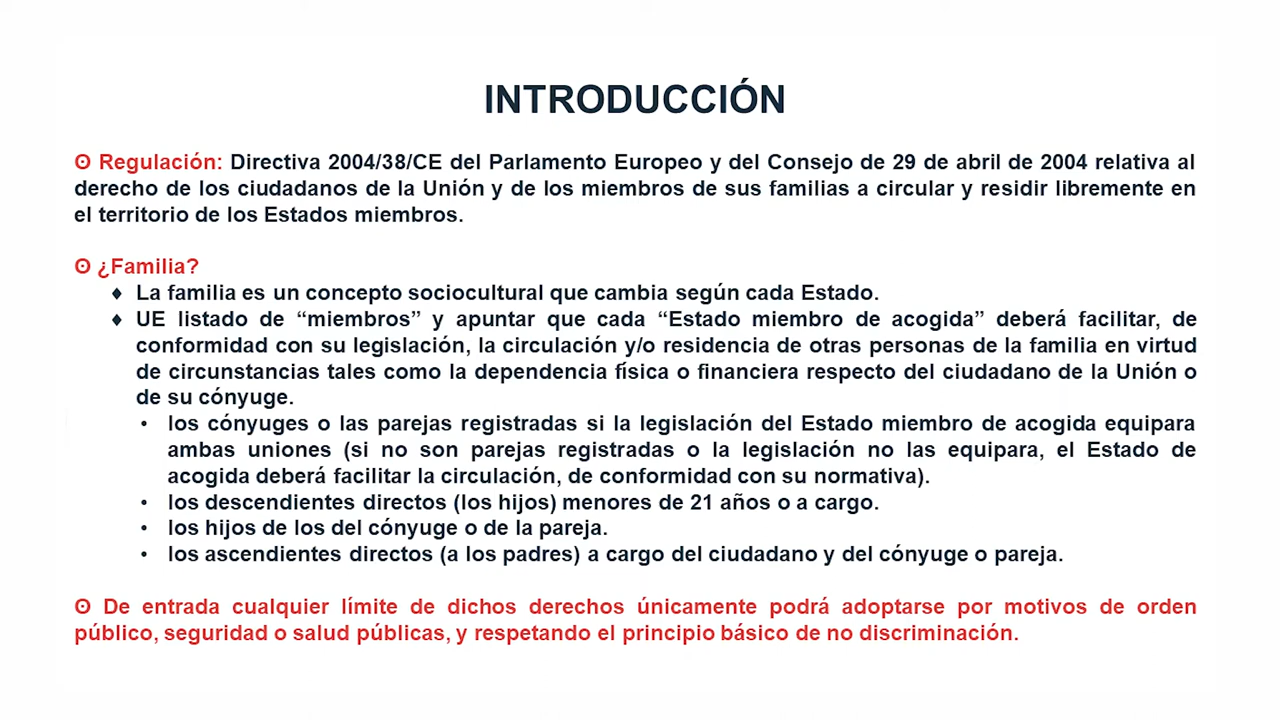 INTRODUCCIÓN
ʘ Regulación: Directiva 2004/38/CE del Parlamento Europeo y del Consejo de 29 de abril de 2004 relativa al
derecho de los ciudadanos de la Unión y de los miembros de sus familias a circular y residir libremente en
el territorio de los Estados miembros.
ʘ ¿Familia?
♦ La familia es un concepto sociocultural que cambia según cada Estado.
♦ UE listado de “miembros” y apuntar que cada “Estado miembro de acogida” deberá facilitar, de
conformidad con su legislación, la circulación y/o residencia de otras personas de la familia en virtud
de circunstancias tales como la dependencia física o financiera respecto del ciudadano de la Unión o
de su cónyuge.
• los cónyuges o las parejas registradas si la legislación del Estado miembro de acogida equipara
ambas uniones (si no son parejas registradas o la legislación no las equipara, el Estado de
acogida deberá facilitar la circulación, de conformidad con su normativa).
• los descendientes directos (los hijos) menores de 21 años o a cargo.
• los hijos de los del cónyuge o de la pareja.
• los ascendientes directos (a los padres) a cargo del ciudadano y del cónyuge o pareja.
ʘ De entrada cualquier límite de dichos derechos únicamente podrá adoptarse por motivos de orden
público, seguridad o salud públicas, y respetando el principio básico de no discriminación.